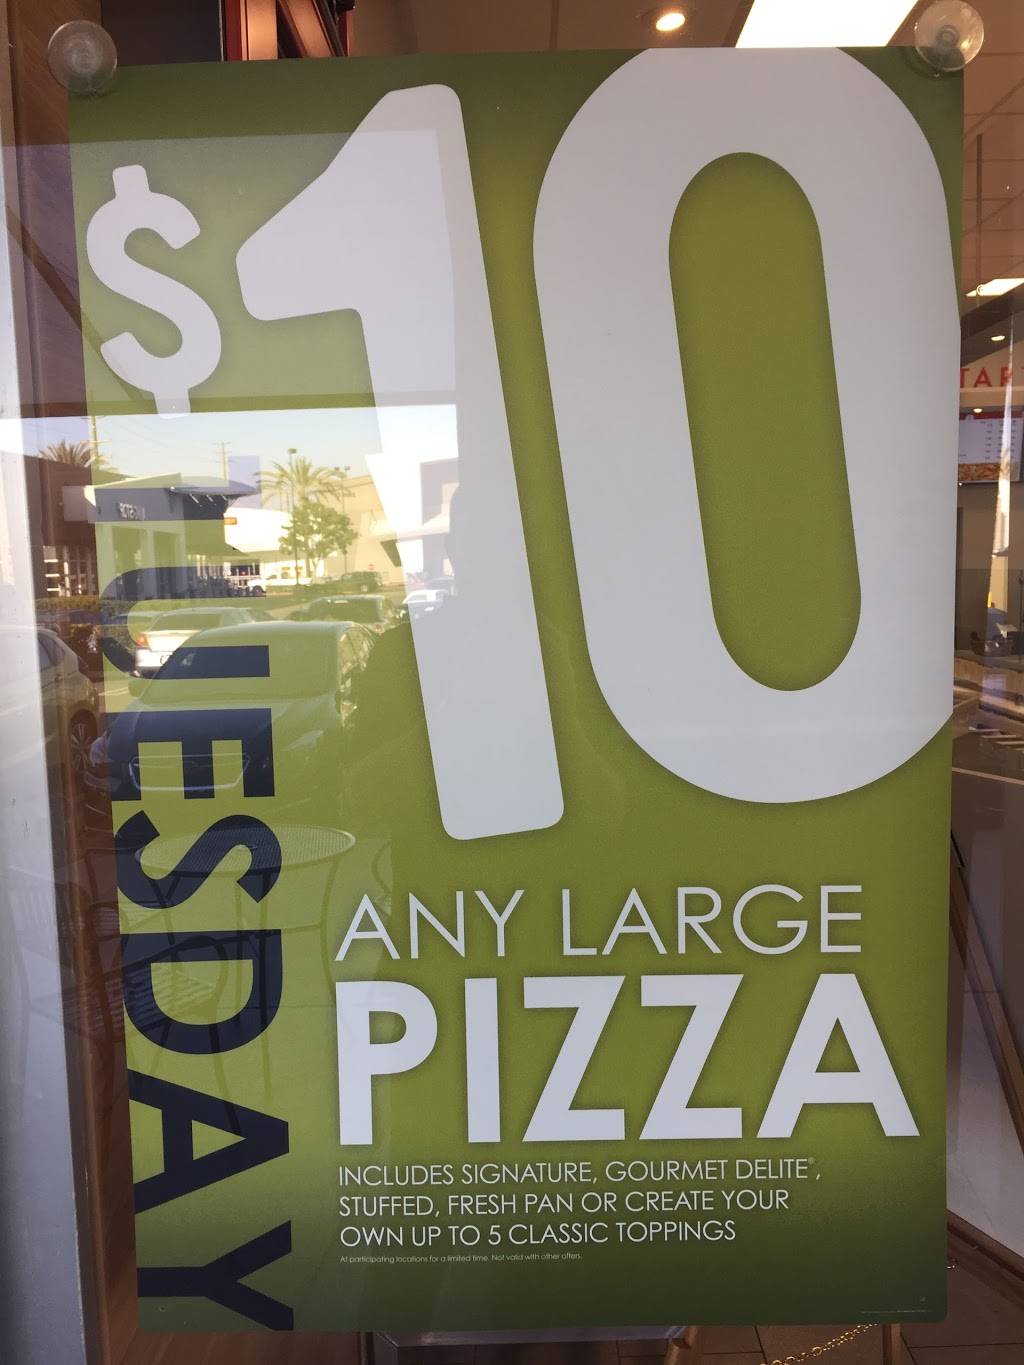 $10
TUESDAY
ANY LARGE
PIZZA
INCLUDES SIGNATURE, GOURMET DELITE®,
STUFFED, FRESH PAN OR CREATE YOUR
OWN UP TO 5 CLASSIC TOPPINGS
At participating locations for a limited time. Not valid with other offers.
TAR